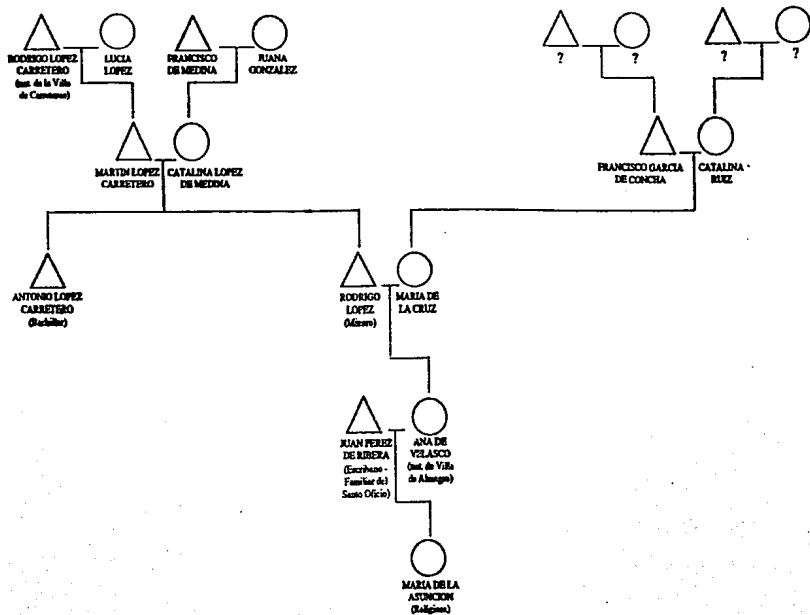 RODRIGO LOPEZ
CARRETERO
(nat. de la Villa
de
LUCIA
LOPEZ
FRANCISCO
DE MEDINA
JUANA
GONZALEZ
?
?
?
?
MARTIN LOPEZ
CARRETERO
CATALINA LOPEZ
DE MEDINA
FRANCISCO GARCIA
DE CONCHA
CATALINA
RUIZ
ANTONIO LOPEZ
CARRETERO
(Bachiller)
RODRIGO
LOPEZ
(Minero)
MARIA DE
LA CRUZ
JUAN PEREZ
DE RIBERA
(Escribano -
Familiar del
Santo Oficio)
ANA DE
VELASCO
(nat. de Villa
de Almagro)
MARIA DE LA
ASUNCION
(Religiosa)